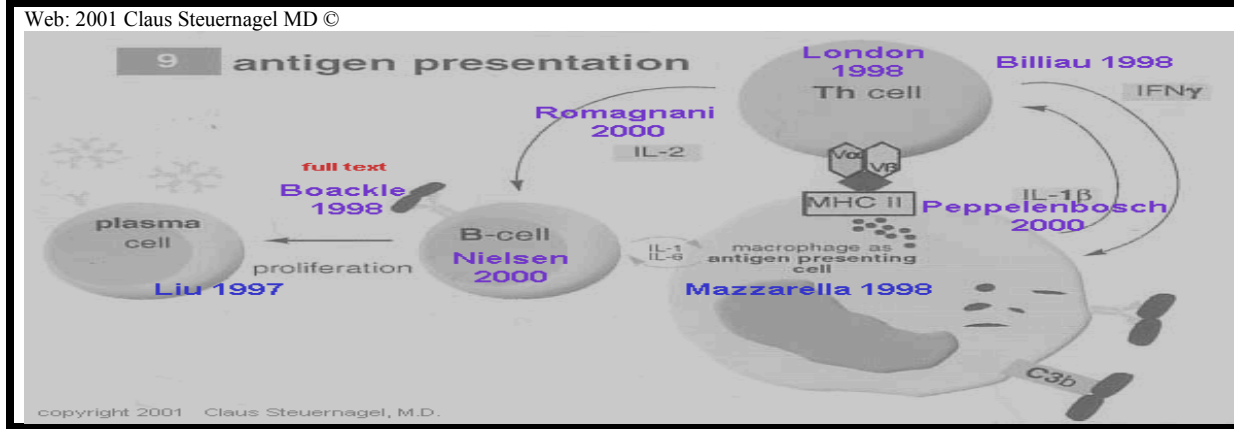 Web: 2001 Claus Steuernagel MD ©
9 antigen presentation
London
1998
Th cell
Billiau 1998
IFNγ
Romagnani
2000
IL-2
full text
Boackle
1998
Vα
Vβ
MHC II
IL-1β
Peppelenbosch
2000
plasma
cell
B-cell
Nielsen
2000
IL-1
IL-6
macrophage as
antigen presenting
cell
proliferation
Liu 1997
Mazzarella 1998
C3b
copyright 2001 Claus Steuernagel, M.D.